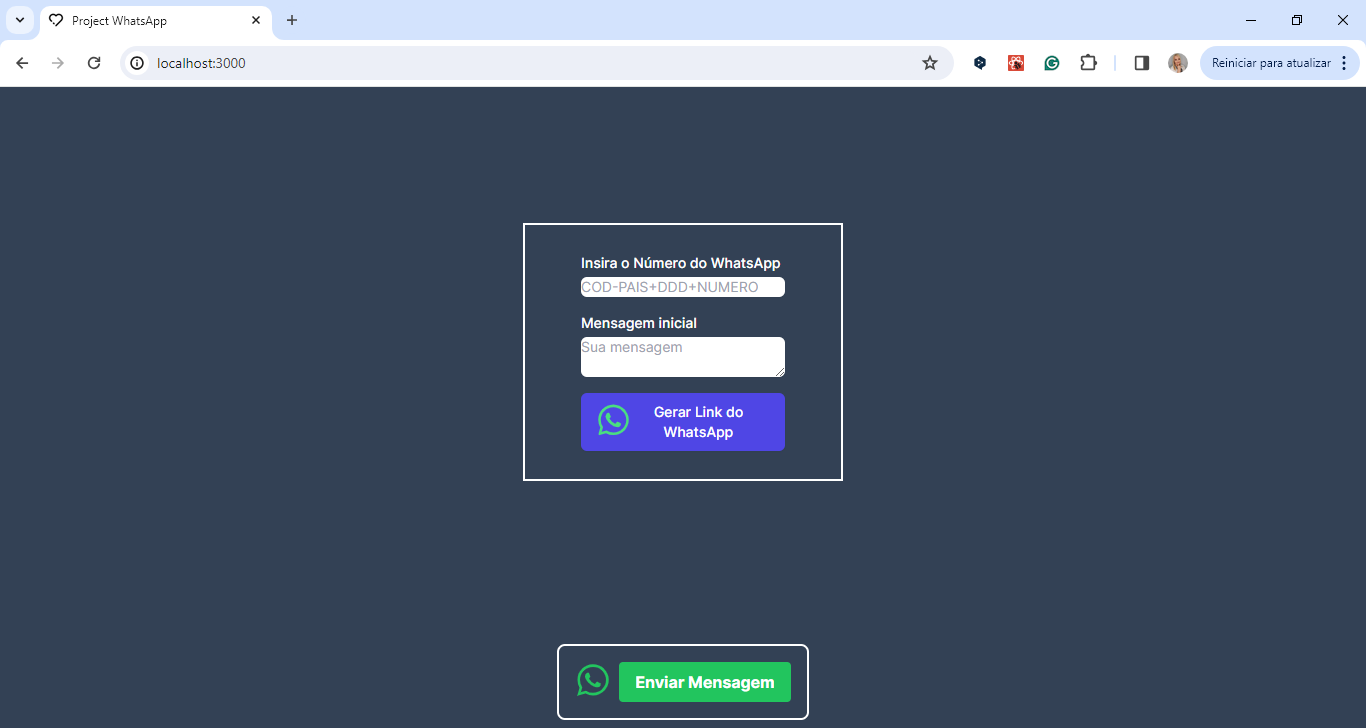 Project WhatsApp
localhost:3000
Reiniciar para atualizar
Insira o Número do WhatsApp
COD-PAIS+DDD+NUMERO
Mensagem inicial
Sua mensagem
Gerar Link do
WhatsApp
Enviar Mensagem